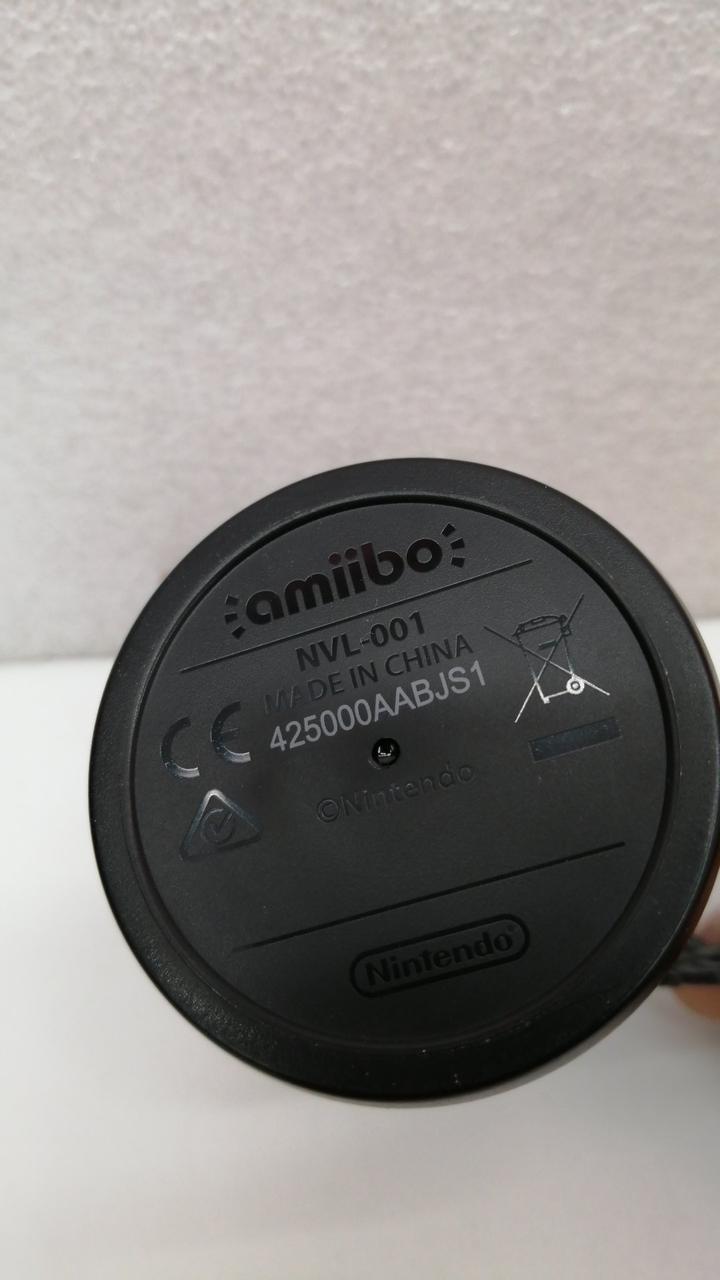 amiibo
NVL-001
MADE IN CHINA
425000AABJS1
CE
©Nintendo
Nintendo®